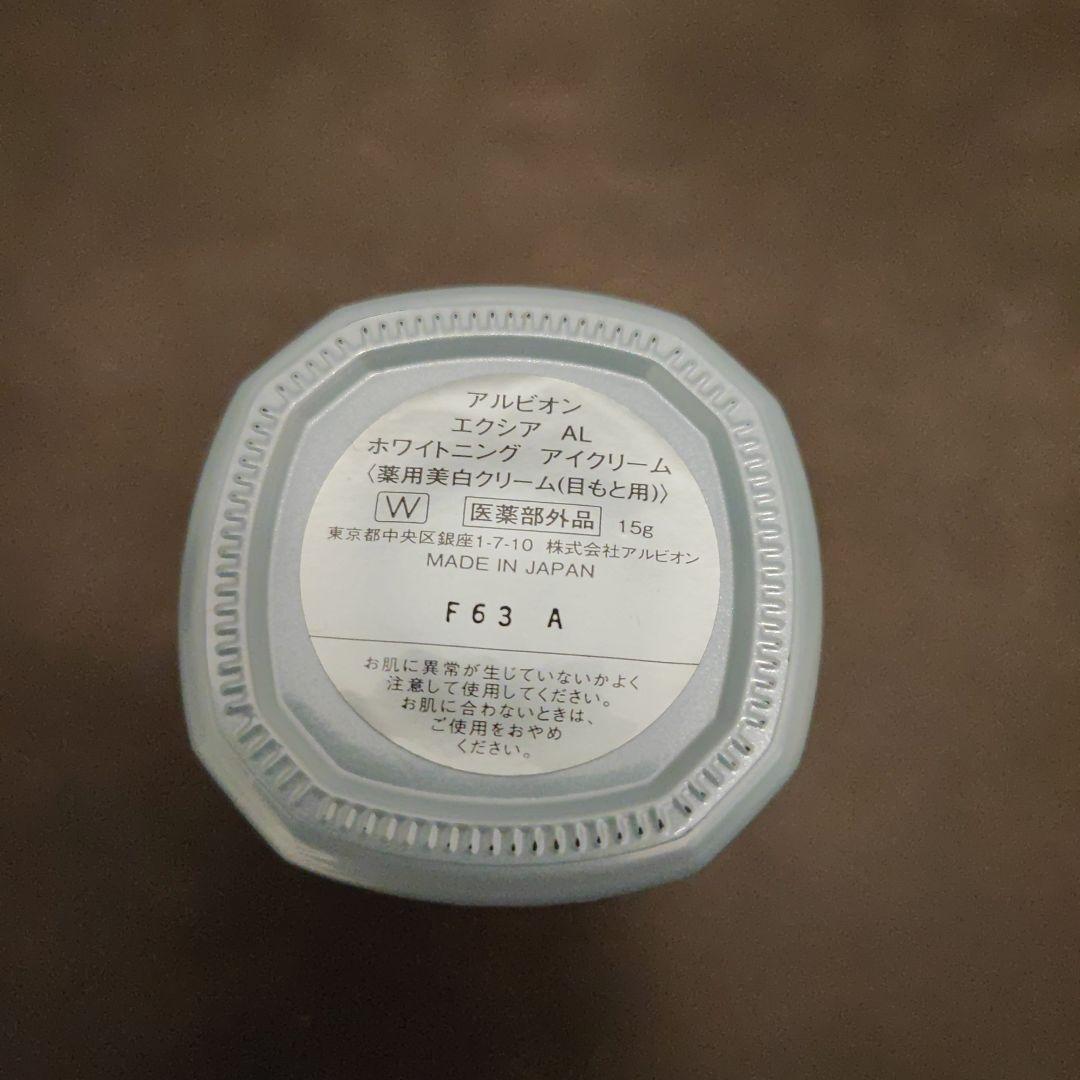 アルビオン
エクシア AL
ホワイトニング アイクリーム
〈薬用美白クリーム(目もと用)〉
W 医薬部外品 15g
東京都中央区銀座1-7-10 株式会社アルビオン
MADE IN JAPAN
F63 A
お肌に異常が生じていないかよく
注意して使用してください。
お肌に合わないときは、
ご使用をおやめ
ください。